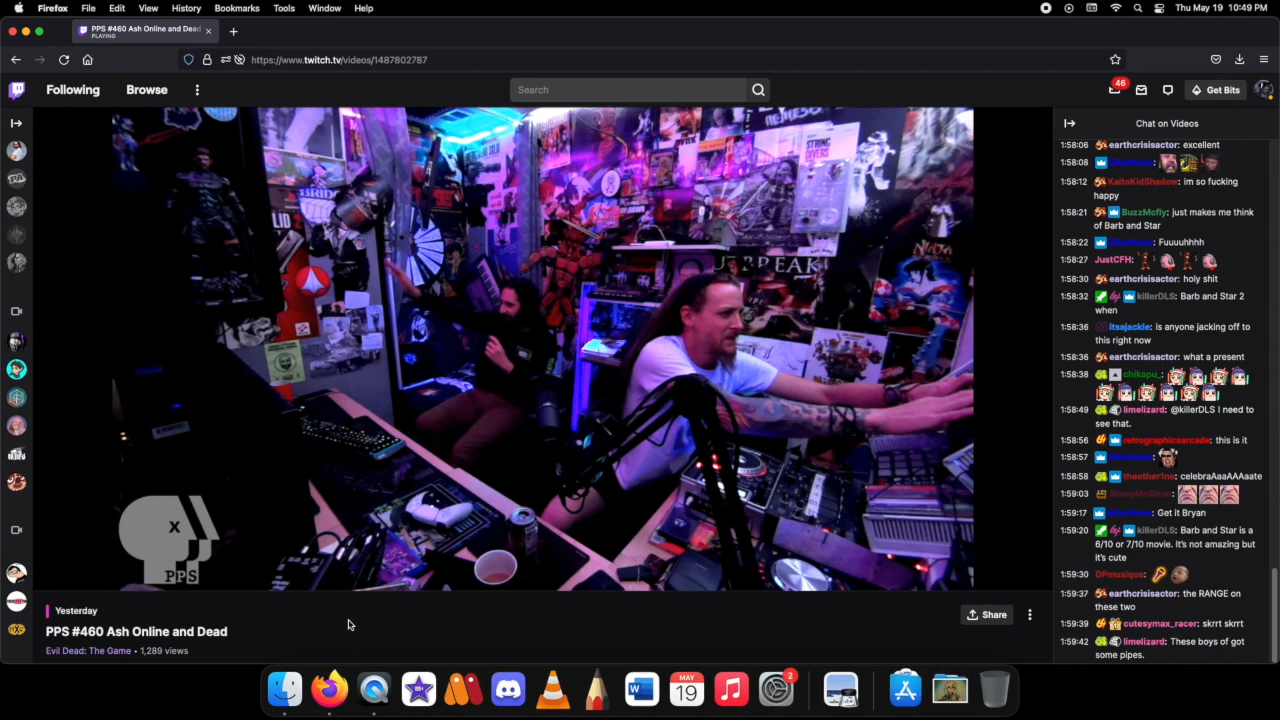 Firefox File Edit View History Bookmarks Tools Window Help
Thu May 19 10:49 PM
PPS #460 Ash Online and Dead
PLAYING
https://www.twitch.tv/videos/1487802787
Following Browse
Search
46
Get Bits
Chat on Videos
1:58:06 earthcrisisactor: excellent
1:58:08
1:58:12 KaitoKidShadow: im so fucking
happy
1:58:21 BuzzMcfly: just makes me think
of Barb and Star
1:58:22 : Fuuuuhhhh
1:58:27 JustCFH:
1:58:30 earthcrisisactor: holy shit
1:58:32 killerDLS: Barb and Star 2
when
1:58:36 itsajackle: is anyone jacking off to
this right now
1:58:36 earthcrisisactor: what a present
1:58:38 chikapu_:
1:58:49 limelizard: @killerDLS I need to
see that.
1:58:56 retrographicsarcade: this is it
1:58:57
1:58:58 theother1ne: celebraAaaAAAaate
1:59:03
1:59:17 : Get it Bryan
1:59:20 killerDLS: Barb and Star is a
6/10 or 7/10 movie. It's not amazing but
it's cute
1:59:30 DPmusique:
1:59:37 earthcrisisactor: the RANGE on
these two
1:59:39 cutesymax_racer: skrrt skrrt
1:59:42 limelizard: These boys of got
some pipes.
STRING
DIVERS
OUTBREAK
NEMESIS
X
PPS
Yesterday
Share
PPS #460 Ash Online and Dead
Evil Dead: The Game • 1,289 views
MAY
19
2